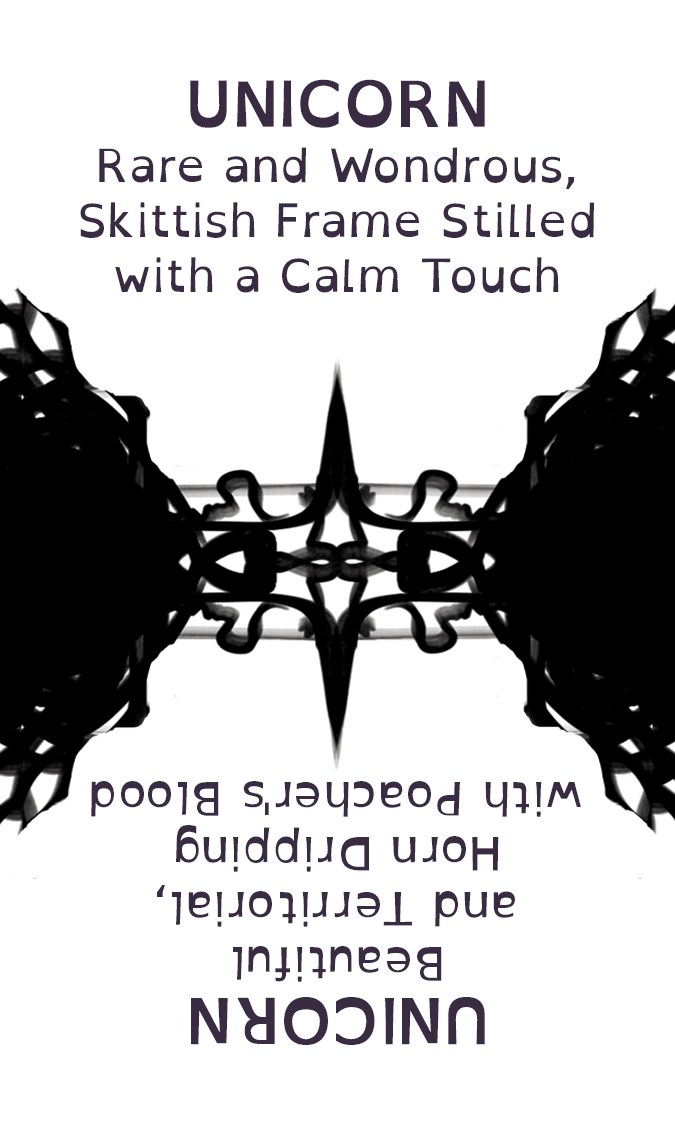 UNICORN
Rare and Wondrous,
Skittish Frame Stilled
with a Calm Touch
UNICORN
Beautiful
and Territorial,
Horn Dripping
with Poacher's Blood